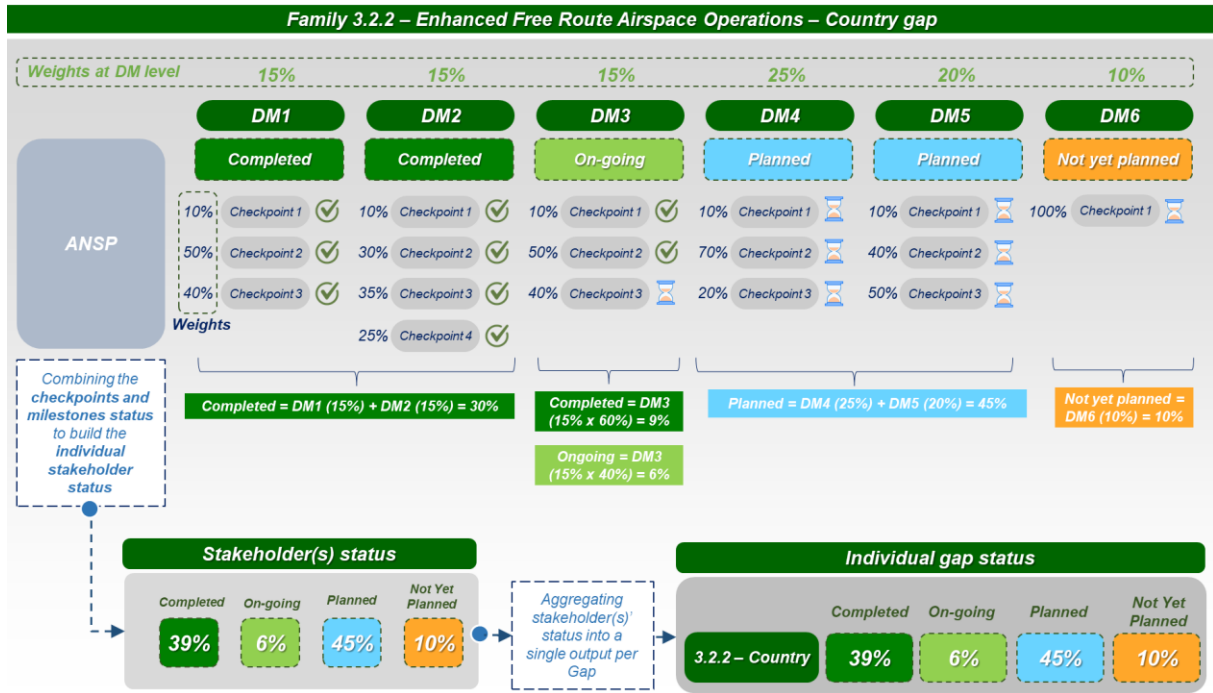 Family 3.2.2 – Enhanced Free Route Airspace Operations – Country gap
Weights at DM level 15% 15% 15% 25% 20% 10%
DM1 DM2 DM3 DM4 DM5 DM6
Completed Completed On-going Planned Planned Not yet planned
ANSP
10% Checkpoint 1 10% Checkpoint 1 10% Checkpoint 1 10% Checkpoint 1 10% Checkpoint 1 100% Checkpoint 1
50% Checkpoint 2 30% Checkpoint 2 50% Checkpoint 2 70% Checkpoint 2 40% Checkpoint 2
40% Checkpoint 3 35% Checkpoint 3 40% Checkpoint 3 20% Checkpoint 3 50% Checkpoint 3
Weights
25% Checkpoint 4
Combining the
checkpoints and
milestones status
to build the
individual
stakeholder
status
Completed = DM1 (15%) + DM2 (15%) = 30%
Completed = DM3
(15% x 60%) = 9%
Ongoing = DM3
(15% x 40%) = 6%
Planned = DM4 (25%) + DM5 (20%) = 45%
Not yet planned =
DM6 (10%) = 10%
Stakeholder(s) status
Completed On-going Planned Not Yet
Planned
39% 6% 45% 10%
Aggregating
stakeholder(s)'
status into a
single output per
Gap
Individual gap status
Completed On-going Planned Not Yet
Planned
3.2.2 – Country 39% 6% 45% 10%